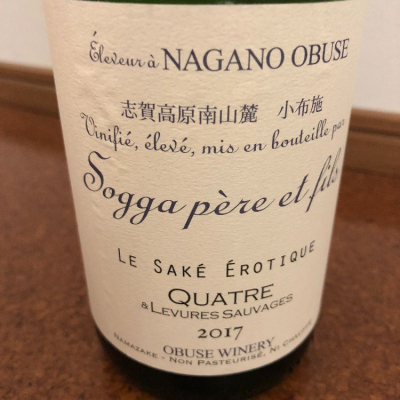 Éleveur à NAGANO OBUSE
志賀高原南山麓 小布施
Vinifié, élevé, mis en bouteille par
Sogga père et fils
LE SAKÉ ÉROTIQUE
QUATRE
& LEVURES SAUVAGES
2017
OBUSE WINERY
NAMAZAKE - NON PASTEURISÉ, NI CHAUFFÉ